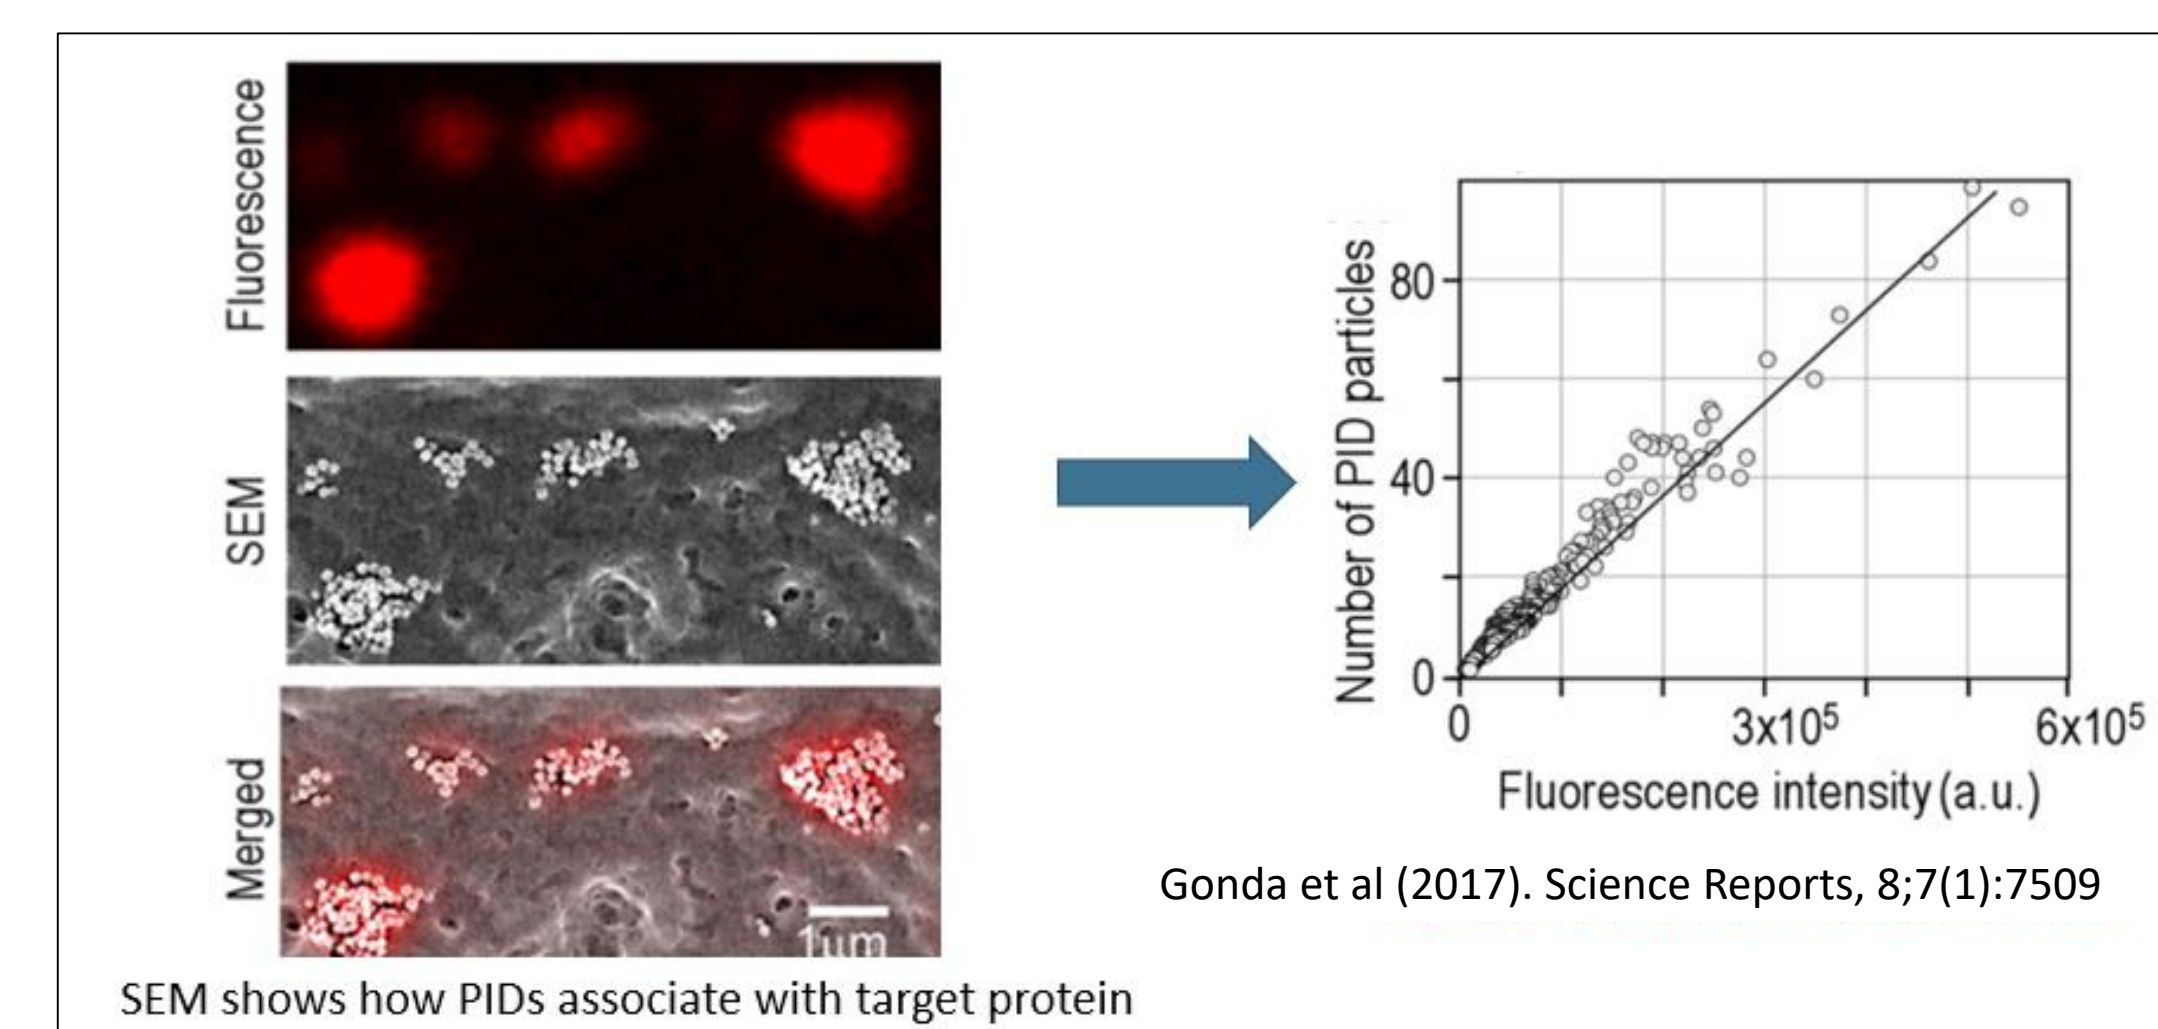 Fluorescence
SEM
Merged
1µm
SEM shows how PIDs associate with target protein
Number of PID particles
80
40
0
0
3x10⁵
6x10⁵
Fluorescence intensity (a.u.)
Gonda et al (2017). Science Reports, 8;7(1):7509